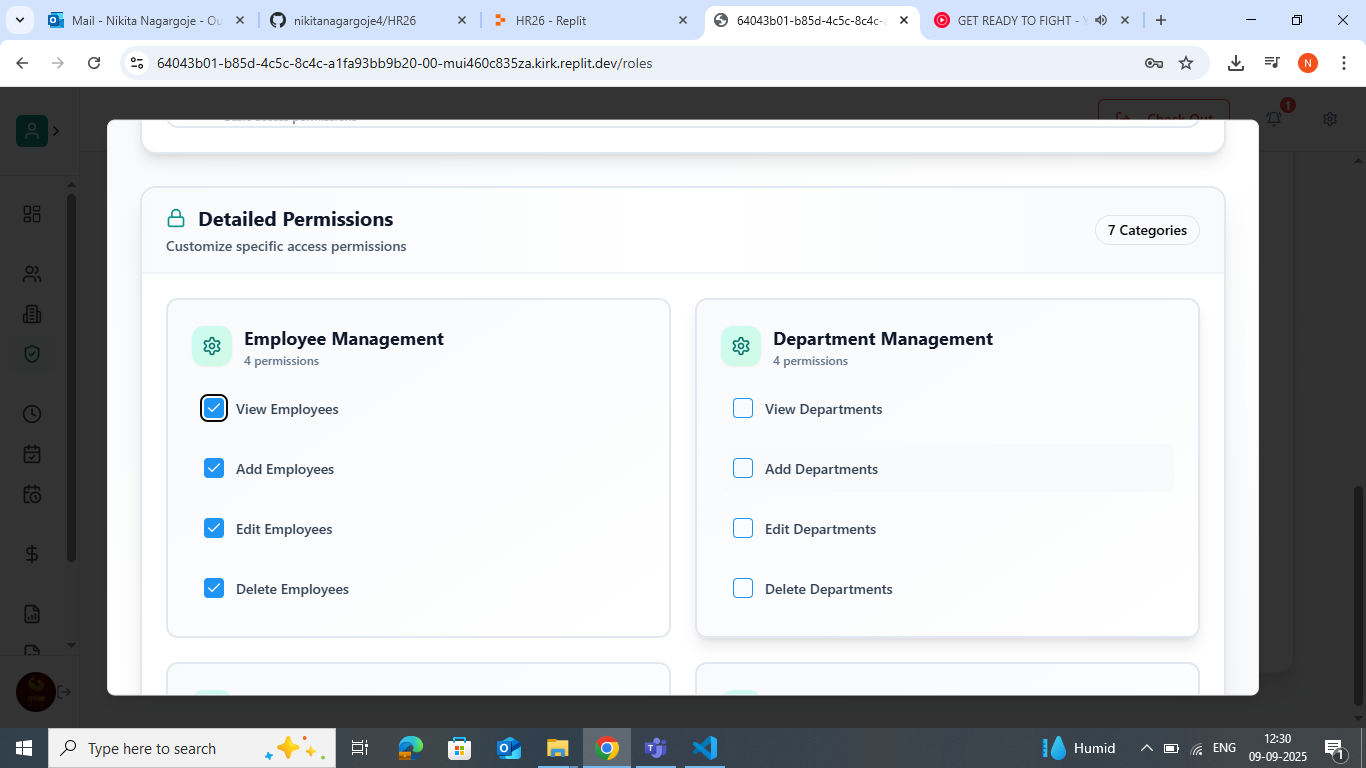 Mail - Nikita Nagargoje - Ou
nikitanagargoje4/HR26
HR26 - Replit
64043b01-b85d-4c5c-8c4c-a
GET READY TO FIGHT -
64043b01-b85d-4c5c-8c4c-a1fa93bb9b20-00-mui460c835za.kirk.replit.dev/roles
N
Check Out
1
Basic access permissions
Detailed Permissions
Customize specific access permissions
7 Categories
Employee Management
4 permissions
View Employees
Add Employees
Edit Employees
Delete Employees
Department Management
4 permissions
View Departments
Add Departments
Edit Departments
Delete Departments
Type here to search
Humid
ENG
12:30
09-09-2025
1